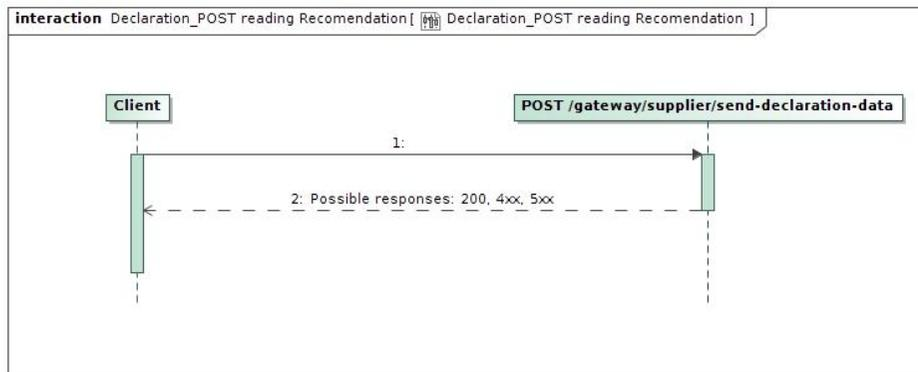 interaction Declaration_POST reading Recomendation[ Declaration_POST reading Recomendation ]
Client
POST /gateway/supplier/send-declaration-data
1:
2: Possible responses: 200, 4xx, 5xx